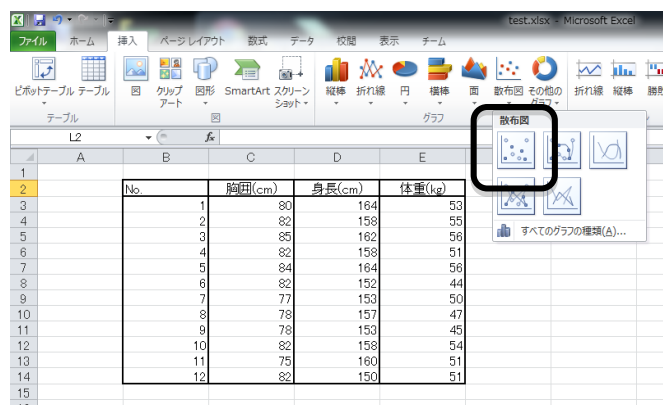 test.xlsx - Microsoft Excel
ファイル ホーム 挿入 ページ レイアウト 数式 データ 校閲 表示 チーム
ピボットテーブル テーブル 図 クリップアート 図形 SmartArt スクリーンショット 縦棒 折れ線 円 横棒 面 散布図 その他のグラフ 折れ線 縦棒
テーブル 図 グラフ
散布図
すべてのグラフの種類(A)...
L2 fx
A B C D E
1
2 No. 胸囲(cm) 身長(cm) 体重(kg)
3 1 80 164 53
4 2 82 158 55
5 3 85 162 56
6 4 82 158 51
7 5 84 164 56
8 6 82 152 44
9 7 77 153 50
10 8 78 157 47
11 9 78 153 45
12 10 82 158 54
13 11 75 160 51
14 12 82 150 51
15